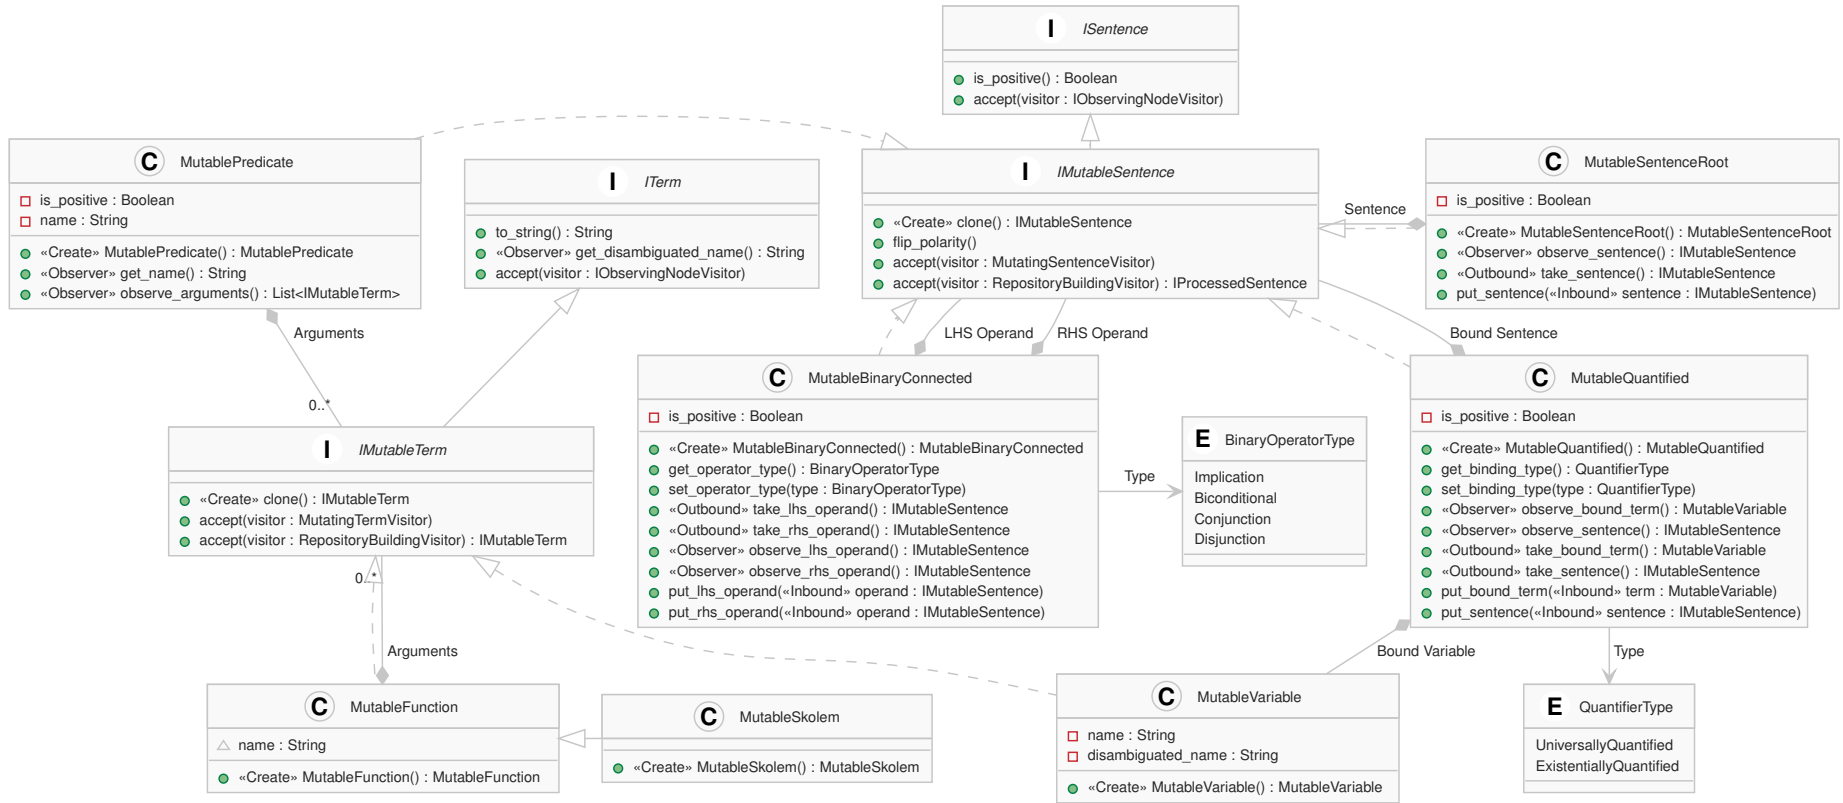 I ISentence
is_positive() : Boolean
accept(visitor : IObservingNodeVisitor)
C MutablePredicate
is_positive : Boolean
name : String
«Create» MutablePredicate() : MutablePredicate
«Observer» get_name() : String
«Observer» observe_arguments() : List<IMutableTerm>
I ITerm
to_string() : String
«Observer» get_disambiguated_name() : String
accept(visitor : IObservingNodeVisitor)
I IMutableSentence
«Create» clone() : IMutableSentence
flip_polarity()
accept(visitor : MutatingSentenceVisitor)
accept(visitor : RepositoryBuildingVisitor) : IProcessedSentence
Sentence
C MutableSentenceRoot
is_positive : Boolean
«Create» MutableSentenceRoot() : MutableSentenceRoot
«Observer» observe_sentence() : IMutableSentence
«Outbound» take_sentence() : IMutableSentence
put_sentence(«Inbound» sentence : IMutableSentence)
Arguments
0..*
LHS Operand
RHS Operand
Bound Sentence
I IMutableTerm
«Create» clone() : IMutableTerm
accept(visitor : MutatingTermVisitor)
accept(visitor : RepositoryBuildingVisitor) : IMutableTerm
C MutableBinaryConnected
is_positive : Boolean
«Create» MutableBinaryConnected() : MutableBinaryConnected
get_operator_type() : BinaryOperatorType
set_operator_type(type : BinaryOperatorType)
«Outbound» take_lhs_operand() : IMutableSentence
«Outbound» take_rhs_operand() : IMutableSentence
«Observer» observe_lhs_operand() : IMutableSentence
«Observer» observe_rhs_operand() : IMutableSentence
put_lhs_operand(«Inbound» operand : IMutableSentence)
put_rhs_operand(«Inbound» operand : IMutableSentence)
Type
E BinaryOperatorType
Implication
Biconditional
Conjunction
Disjunction
C MutableQuantified
is_positive : Boolean
«Create» MutableQuantified() : MutableQuantified
get_binding_type() : QuantifierType
set_binding_type(type : QuantifierType)
«Observer» observe_bound_term() : MutableVariable
«Observer» observe_sentence() : IMutableSentence
«Outbound» take_bound_term() : MutableVariable
«Outbound» take_sentence() : IMutableSentence
put_bound_term(«Inbound» term : MutableVariable)
put_sentence(«Inbound» sentence : IMutableSentence)
0..*
Arguments
Bound Variable
Type
C MutableFunction
name : String
«Create» MutableFunction() : MutableFunction
C MutableSkolem
«Create» MutableSkolem() : MutableSkolem
C MutableVariable
name : String
disambiguated_name : String
«Create» MutableVariable() : MutableVariable
E QuantifierType
UniversallyQuantified
ExistentiallyQuantified